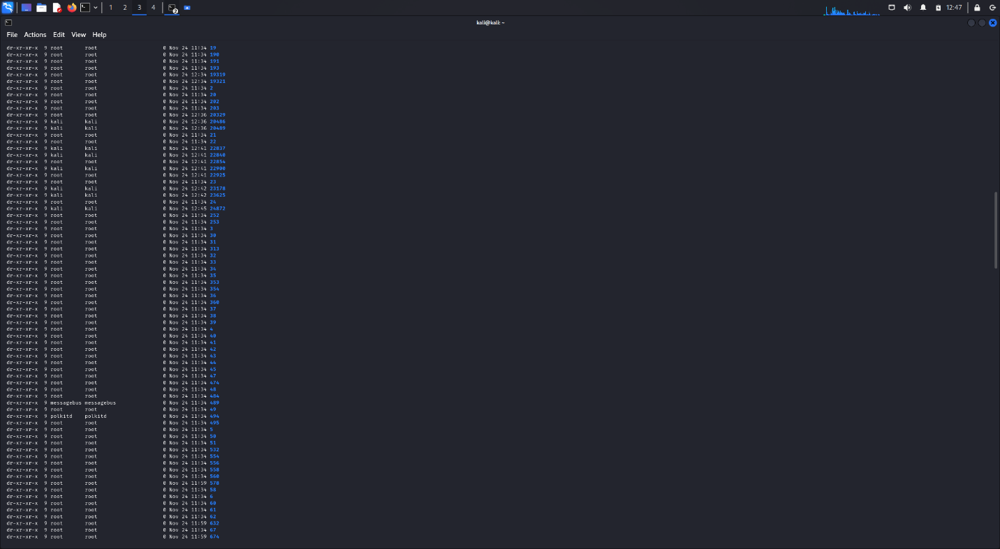 1 2 3 4 2 12:47
kali@kali: ~
File Actions Edit View Help
dr-xr-xr-x 9 root root 0 Nov 24 11:34 19
dr-xr-xr-x 9 root root 0 Nov 24 11:34 190
dr-xr-xr-x 9 root root 0 Nov 24 11:34 191
dr-xr-xr-x 9 root root 0 Nov 24 11:34 193
dr-xr-xr-x 9 root root 0 Nov 24 12:34 19319
dr-xr-xr-x 9 root root 0 Nov 24 12:34 19321
dr-xr-xr-x 9 root root 0 Nov 24 11:34 2
dr-xr-xr-x 9 root root 0 Nov 24 11:34 20
dr-xr-xr-x 9 root root 0 Nov 24 11:34 202
dr-xr-xr-x 9 root root 0 Nov 24 11:34 203
dr-xr-xr-x 9 root root 0 Nov 24 12:36 20329
dr-xr-xr-x 9 kali kali 0 Nov 24 12:36 20486
dr-xr-xr-x 9 kali kali 0 Nov 24 12:36 20489
dr-xr-xr-x 9 root root 0 Nov 24 11:34 21
dr-xr-xr-x 9 root root 0 Nov 24 11:34 22
dr-xr-xr-x 9 kali kali 0 Nov 24 12:41 22837
dr-xr-xr-x 9 kali kali 0 Nov 24 12:41 22840
dr-xr-xr-x 9 root root 0 Nov 24 12:41 22854
dr-xr-xr-x 9 kali kali 0 Nov 24 12:41 22900
dr-xr-xr-x 9 root root 0 Nov 24 12:41 22925
dr-xr-xr-x 9 root root 0 Nov 24 11:34 23
dr-xr-xr-x 9 kali kali 0 Nov 24 12:42 23178
dr-xr-xr-x 9 kali kali 0 Nov 24 12:42 23625
dr-xr-xr-x 9 root root 0 Nov 24 11:34 24
dr-xr-xr-x 9 kali kali 0 Nov 24 12:45 24872
dr-xr-xr-x 9 root root 0 Nov 24 11:34 252
dr-xr-xr-x 9 root root 0 Nov 24 11:34 253
dr-xr-xr-x 9 root root 0 Nov 24 11:34 3
dr-xr-xr-x 9 root root 0 Nov 24 11:34 30
dr-xr-xr-x 9 root root 0 Nov 24 11:34 31
dr-xr-xr-x 9 root root 0 Nov 24 11:34 313
dr-xr-xr-x 9 root root 0 Nov 24 11:34 32
dr-xr-xr-x 9 root root 0 Nov 24 11:34 33
dr-xr-xr-x 9 root root 0 Nov 24 11:34 34
dr-xr-xr-x 9 root root 0 Nov 24 11:34 35
dr-xr-xr-x 9 root root 0 Nov 24 11:34 353
dr-xr-xr-x 9 root root 0 Nov 24 11:34 354
dr-xr-xr-x 9 root root 0 Nov 24 11:34 36
dr-xr-xr-x 9 root root 0 Nov 24 11:34 360
dr-xr-xr-x 9 root root 0 Nov 24 11:34 37
dr-xr-xr-x 9 root root 0 Nov 24 11:34 38
dr-xr-xr-x 9 root root 0 Nov 24 11:34 39
dr-xr-xr-x 9 root root 0 Nov 24 11:34 4
dr-xr-xr-x 9 root root 0 Nov 24 11:34 40
dr-xr-xr-x 9 root root 0 Nov 24 11:34 41
dr-xr-xr-x 9 root root 0 Nov 24 11:34 42
dr-xr-xr-x 9 root root 0 Nov 24 11:34 43
dr-xr-xr-x 9 root root 0 Nov 24 11:34 44
dr-xr-xr-x 9 root root 0 Nov 24 11:34 45
dr-xr-xr-x 9 root root 0 Nov 24 11:34 47
dr-xr-xr-x 9 root root 0 Nov 24 11:34 474
dr-xr-xr-x 9 root root 0 Nov 24 11:34 48
dr-xr-xr-x 9 root root 0 Nov 24 11:34 484
dr-xr-xr-x 9 messagebus messagebus 0 Nov 24 11:34 489
dr-xr-xr-x 9 root root 0 Nov 24 11:34 49
dr-xr-xr-x 9 polkitd polkitd 0 Nov 24 11:34 494
dr-xr-xr-x 9 root root 0 Nov 24 11:34 495
dr-xr-xr-x 9 root root 0 Nov 24 11:34 5
dr-xr-xr-x 9 root root 0 Nov 24 11:34 50
dr-xr-xr-x 9 root root 0 Nov 24 11:34 51
dr-xr-xr-x 9 root root 0 Nov 24 11:34 532
dr-xr-xr-x 9 root root 0 Nov 24 11:34 554
dr-xr-xr-x 9 root root 0 Nov 24 11:34 556
dr-xr-xr-x 9 root root 0 Nov 24 11:34 558
dr-xr-xr-x 9 root root 0 Nov 24 11:34 560
dr-xr-xr-x 9 root root 0 Nov 24 11:59 570
dr-xr-xr-x 9 root root 0 Nov 24 11:34 58
dr-xr-xr-x 9 root root 0 Nov 24 11:34 6
dr-xr-xr-x 9 root root 0 Nov 24 11:34 60
dr-xr-xr-x 9 root root 0 Nov 24 11:34 61
dr-xr-xr-x 9 root root 0 Nov 24 11:34 62
dr-xr-xr-x 9 root root 0 Nov 24 11:59 632
dr-xr-xr-x 9 root root 0 Nov 24 11:34 67
dr-xr-xr-x 9 root root 0 Nov 24 11:59 674